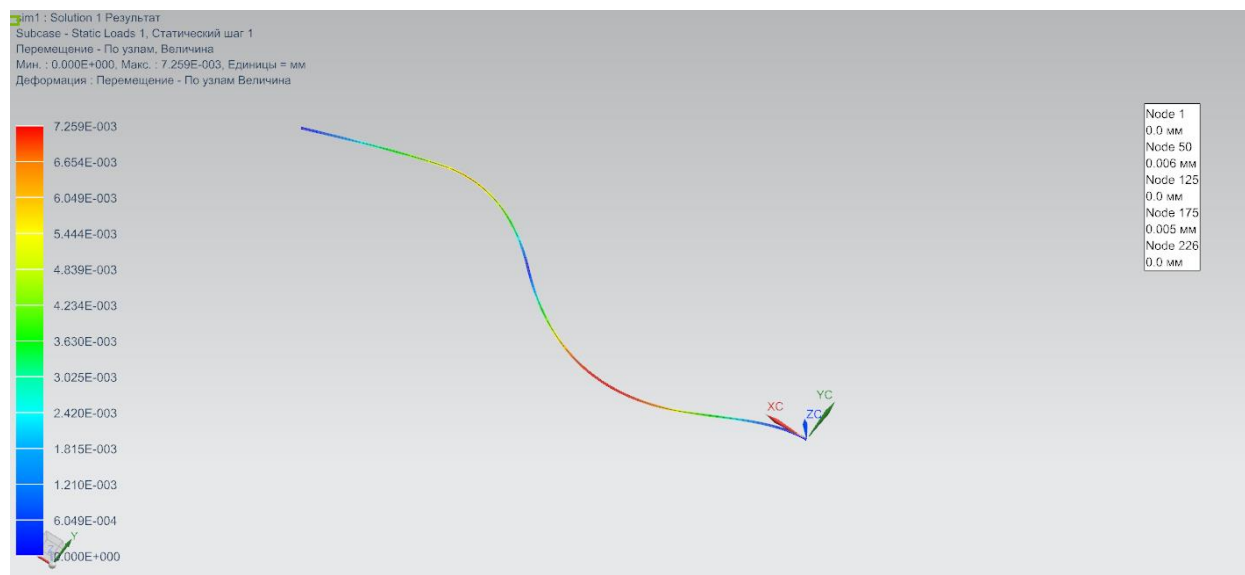 sim1 : Solution 1 Результат
Subcase - Static Loads 1, Статический шаг 1
Перемещение - По узлам, Величина
Мин. : 0.000E+000, Макс. : 7.259E-003, Единицы = мм
Деформация : Перемещение - По узлам Величина
7.259E-003
6.654E-003
6.049E-003
5.444E-003
4.839E-003
4.234E-003
3.630E-003
3.025E-003
2.420E-003
1.815E-003
1.210E-003
6.049E-004
0.000E+000
Y
Node 1
0.0 мм
Node 50
0.006 мм
Node 125
0.0 мм
Node 175
0.005 мм
Node 226
0.0 мм
XC
YC
ZC